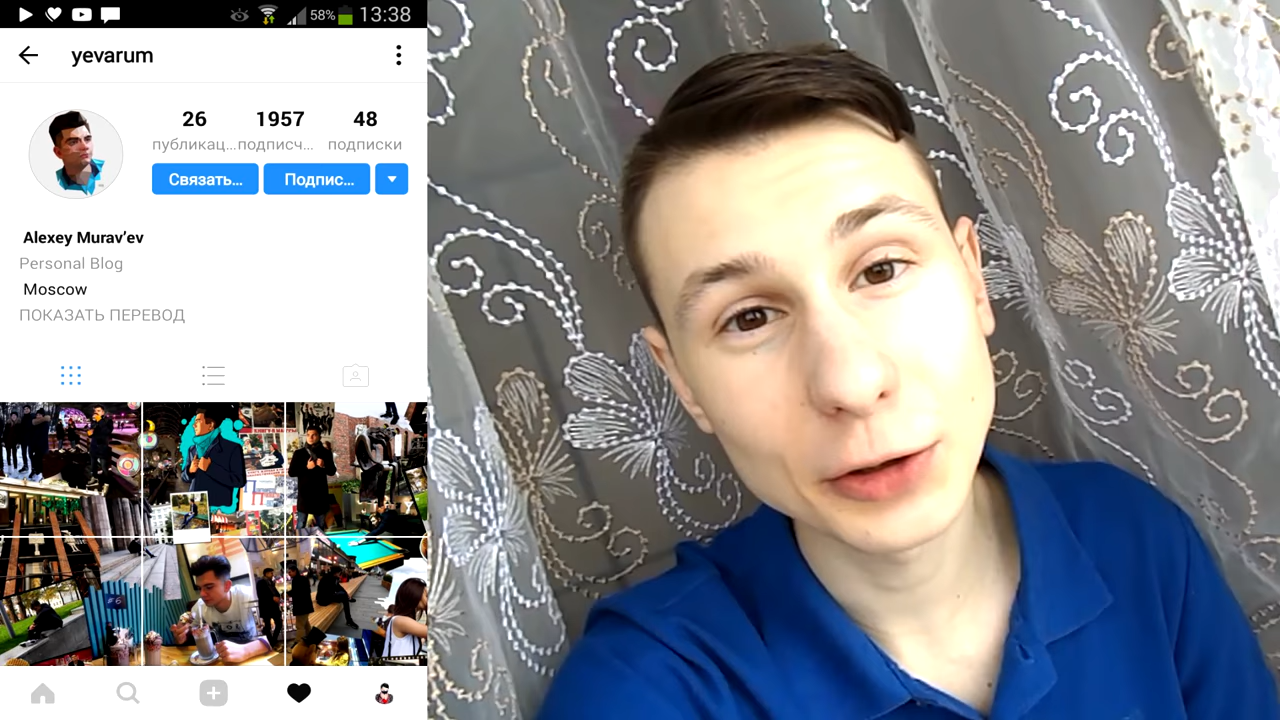 58% 13:38
yevarum
26 1957 48
публикац... подписч... подписки
Связать... Подпис...
Alexey Murav'ev
Personal Blog
Moscow
ПОКАЗАТЬ ПЕРЕВОД
#6